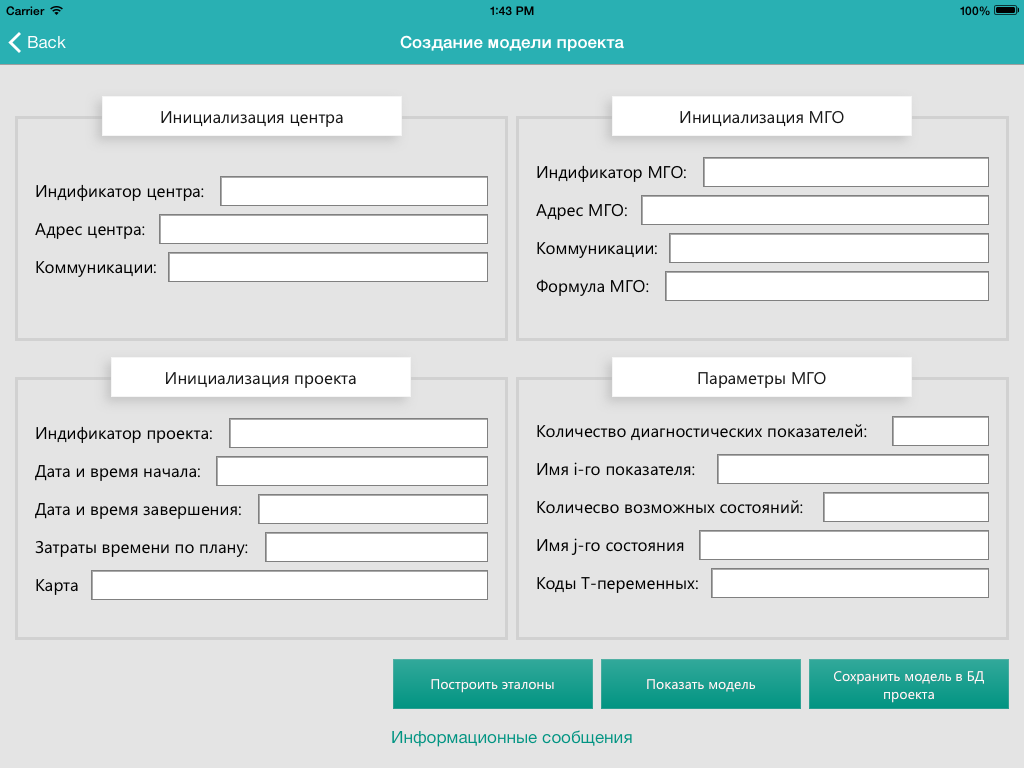 Carrier 1:43 PM 100%
Back Создание модели проекта
Инициализация центра
Индификатор центра:
Адрес центра:
Коммуникации:
Инициализация МГО
Индификатор МГО:
Адрес МГО:
Коммуникации:
Формула МГО:
Инициализация проекта
Индификатор проекта:
Дата и время начала:
Дата и время завершения:
Затраты времени по плану:
Карта
Параметры МГО
Количество диагностических показателей:
Имя i-го показателя:
Количесво возможных состояний:
Имя j-го состояния
Коды Т-переменных:
Построить эталоны
Показать модель
Сохранить модель в БД
проекта
Информационные сообщения